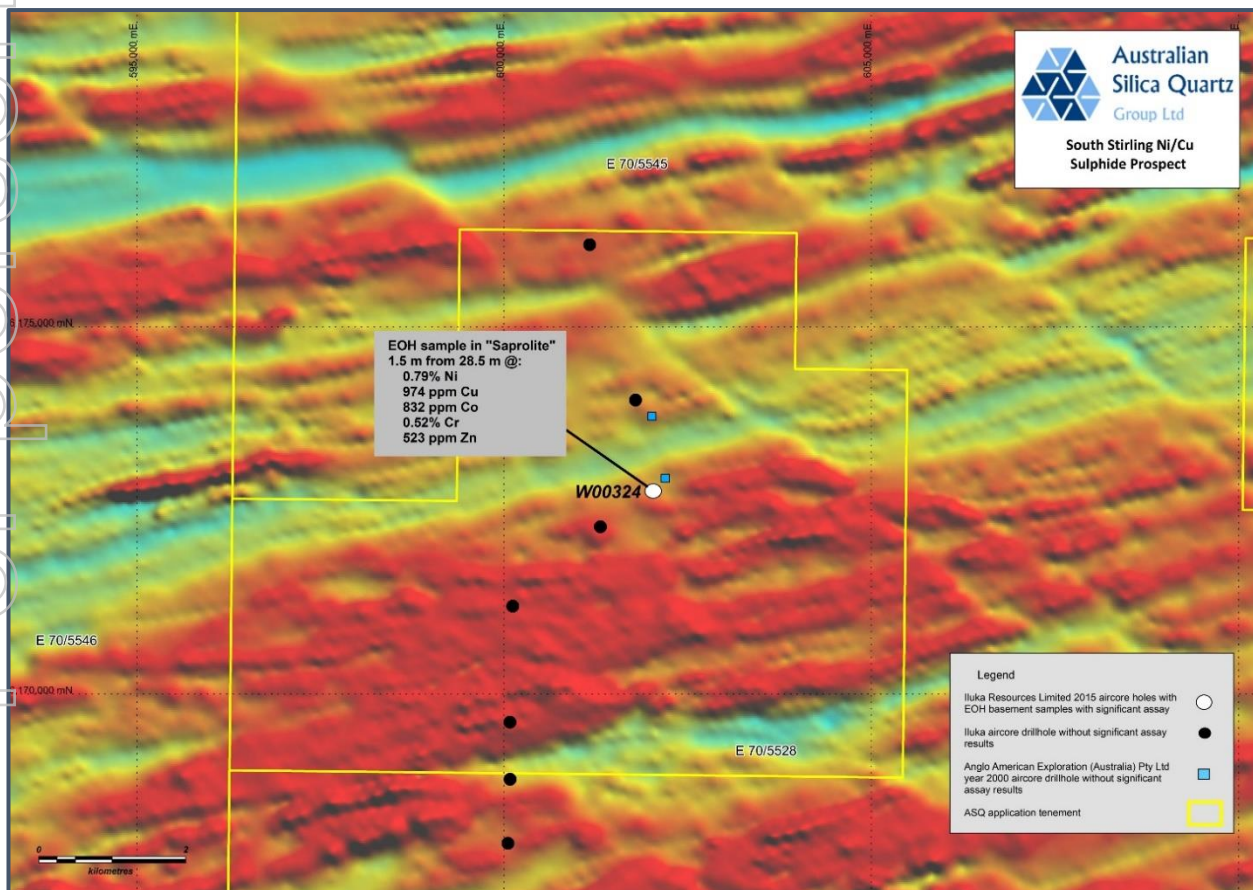 595,000 mE
600,000 mE
605,000 mE
Australian
Silica Quartz
Group Ltd
South Stirling Ni/Cu
Sulphide Prospect
E 70/5545
175,000 mN
EOH sample in "Saprolite"
1.5 m from 28.5 m @:
0.79% Ni
974 ppm Cu
832 ppm Co
0.52% Cr
523 ppm Zn
W00324
E 70/5546
170,000 mN
E 70/5528
Legend
Iluka Resources Limited 2015 aircore holes with
EOH basement samples with significant assay
Iluka aircore drillhole without significant assay
results
Anglo American Exploration (Australia) Pty Ltd
year 2000 aircore drillhole without significant
assay results
ASQ application tenement
0 2
kilometres